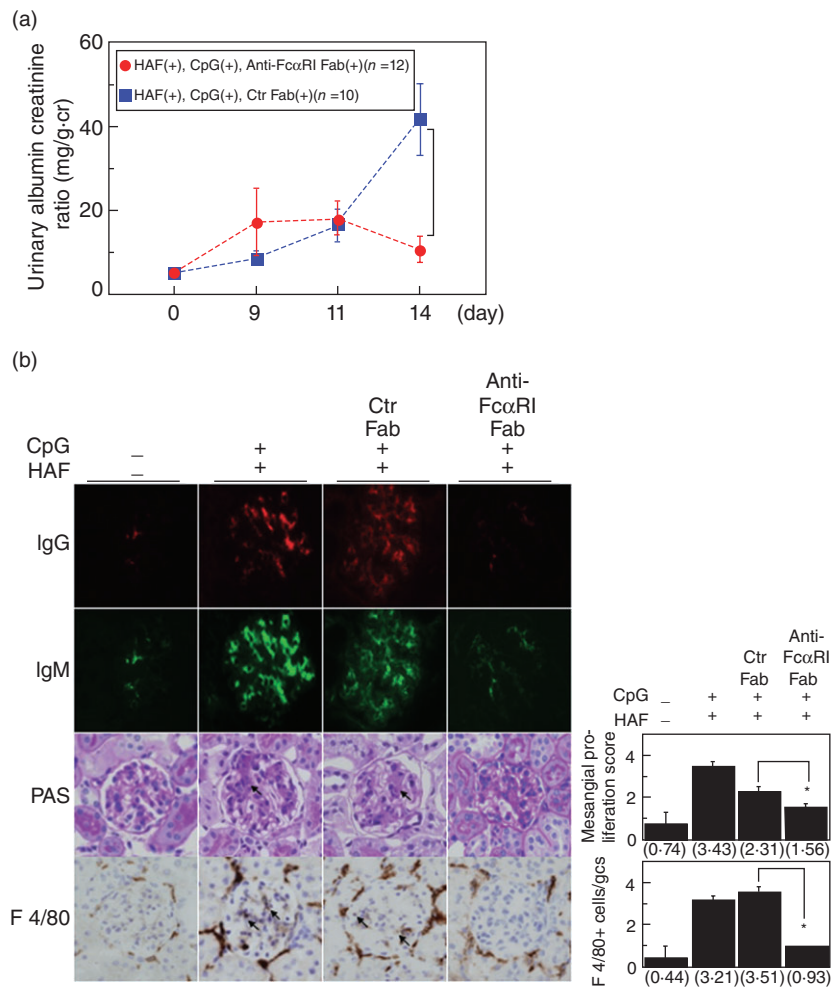 (a)
Urinary albumin creatinine
ratio (mg/g·cr)
60
40
20
0
HAF(+), CpG(+), Anti-FcαRI Fab(+)(n =12)
HAF(+), CpG(+), Ctr Fab(+)(n =10)
0 9 11 14 (day)
(b)
Ctr
Fab
Anti-
FcαRI
Fab
CpG – + + +
HAF – + + +
IgG
IgM
PAS
F 4/80
Ctr
Fab
Anti-
FcαRI
Fab
CpG – + + +
HAF – + + +
Mesangial pro-
liferation score
4
2
0
*
(0·74) (3·43) (2·31) (1·56)
F 4/80+ cells/gcs
4
2
0
*
(0·44) (3·21) (3·51) (0·93)